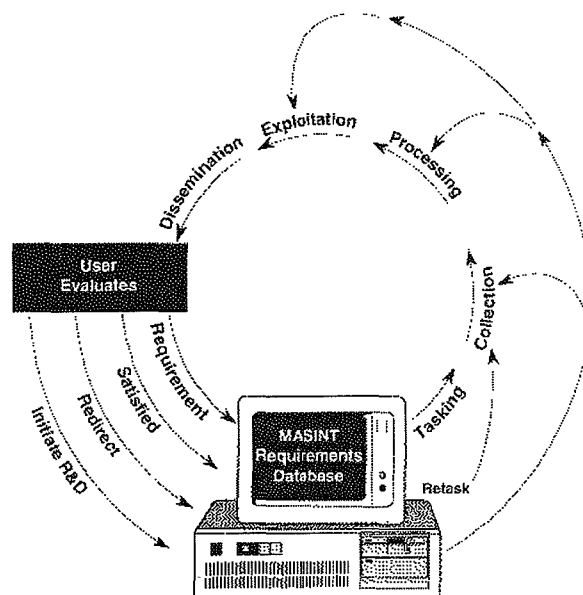 Exploitation
Processing
Dissemination
User
Evaluates
Collection
Requirement
Satisfied
Redirect
Initiate R&D
MASINT
Requirements
Database
Tasking
Retask